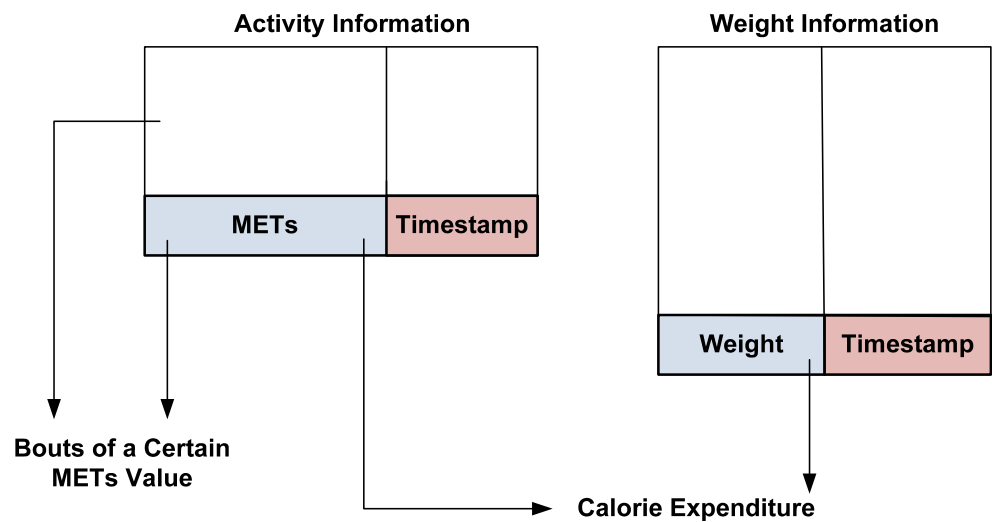 Activity Information
Weight Information
METs
Timestamp
Weight
Timestamp
Bouts of a Certain
METs Value
Calorie Expenditure